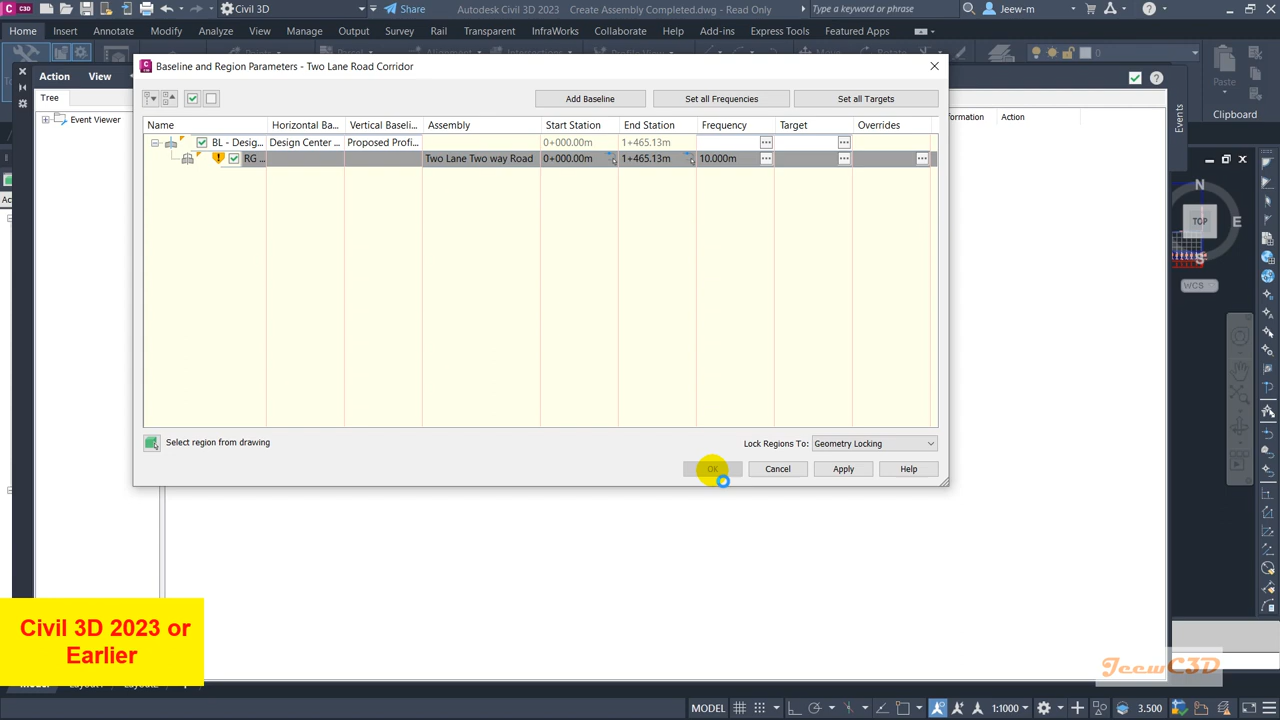 C3D
Civil 3D
Share
Autodesk Civil 3D 2023
Create Assembly Completed.dwg - Read Only
Type a keyword or phrase
Jeew-m
Home
Insert
Annotate
Modify
Analyze
View
Manage
Output
Survey
Rail
Transparent
InfraWorks
Collaborate
Help
Add-ins
Express Tools
Featured Apps
Baseline and Region Parameters - Two Lane Road Corridor
Paste
Clipboard
Action
View
Tree
Event Viewer
Action
Events
Add Baseline
Set all Frequencies
Set all Targets
Name
Horizontal Ba...
Vertical Baseli...
Assembly
Start Station
End Station
Frequency
Target
Overrides
BL - Desig...
Design Center ...
Proposed Profi...
0+000.00m
1+465.13m
RG ...
Two Lane Two way Road
0+000.00m
1+465.13m
10.000m
N
TOP
E
S
WCS
Select region from drawing
Lock Regions To:
Geometry Locking
OK
Cancel
Apply
Help
Civil 3D 2023 or
Earlier
JeewC3D
MODEL
1:1000
3.500